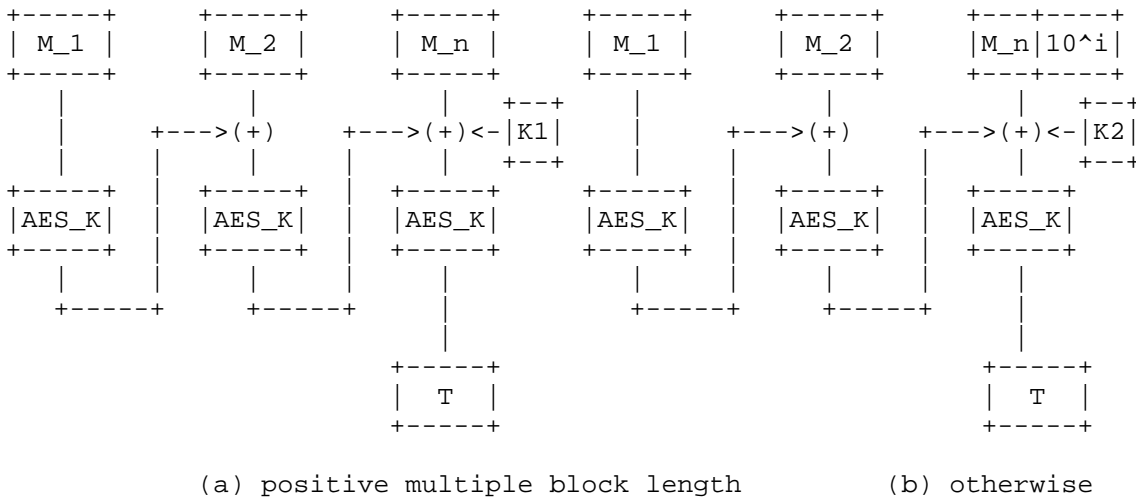 +-----+     +-----+     +-----+     +-----+     +-----+     +---+----+
| M_1 |     | M_2 |     | M_n |     | M_1 |     | M_2 |     |M_n|10^i|
+-----+     +-----+     +-----+     +-----+     +-----+     +---+----+
   |           |           |   +--+    |           |           |   +--+
   |     +--->(+)    +--->(+)<-|K1|    |     +--->(+)    +--->(+)<-|K2|
   |     |     |     |     |   +--+    |     |     |     |     |   +--+
+-----+  |  +-----+  |  +-----+     +-----+  |  +-----+  |  +-----+
|AES_K|  |  |AES_K|  |  |AES_K|     |AES_K|  |  |AES_K|  |  |AES_K|
+-----+  |  +-----+  |  +-----+     +-----+  |  +-----+  |  +-----+
   |     |     |     |     |           |     |     |     |     |
   +-----+     +-----+     |           +-----+     +-----+     |
                           |                                   |
                        +-----+                              +-----+
                        |  T  |                              |  T  |
                        +-----+                              +-----+
            (a) positive multiple block length         (b) otherwise